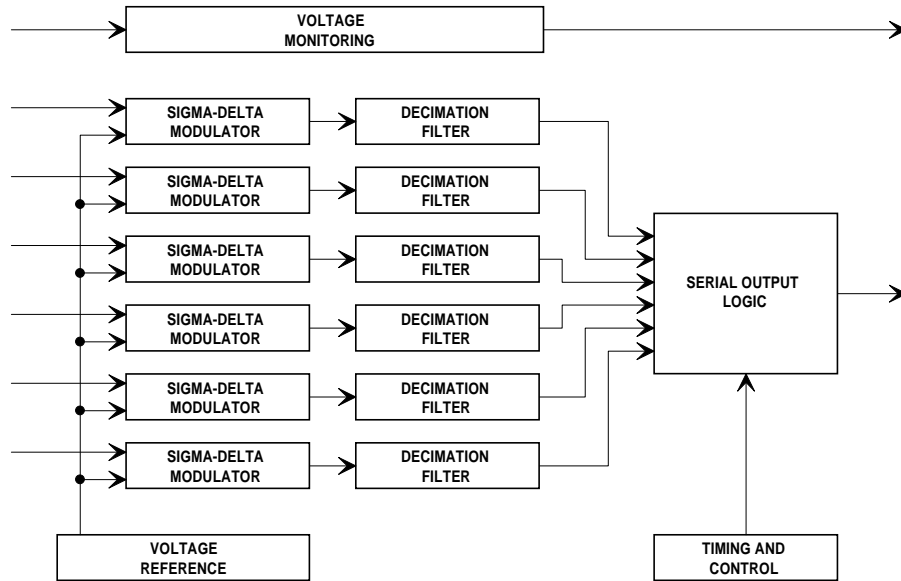 VOLTAGE
MONITORING
SIGMA-DELTA
MODULATOR
DECIMATION
FILTER
SIGMA-DELTA
MODULATOR
DECIMATION
FILTER
SIGMA-DELTA
MODULATOR
DECIMATION
FILTER
SERIAL OUTPUT
LOGIC
SIGMA-DELTA
MODULATOR
DECIMATION
FILTER
SIGMA-DELTA
MODULATOR
DECIMATION
FILTER
SIGMA-DELTA
MODULATOR
DECIMATION
FILTER
VOLTAGE
REFERENCE
TIMING AND
CONTROL